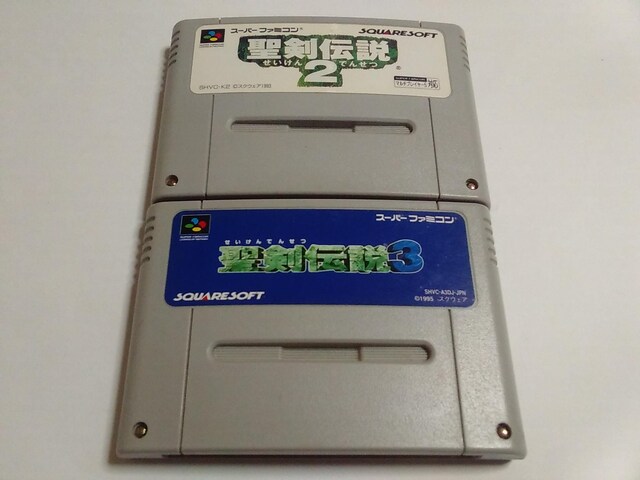 スーパーファミコン
SQUARESOFT
聖剣伝説
せいけん でんせつ
2
SHVC-K2
スーパーファミコン
せいけんでんせつ
聖剣伝説3
SQUARESOFT
SHVC-A3DJ-JPN
©1995 スクウェア